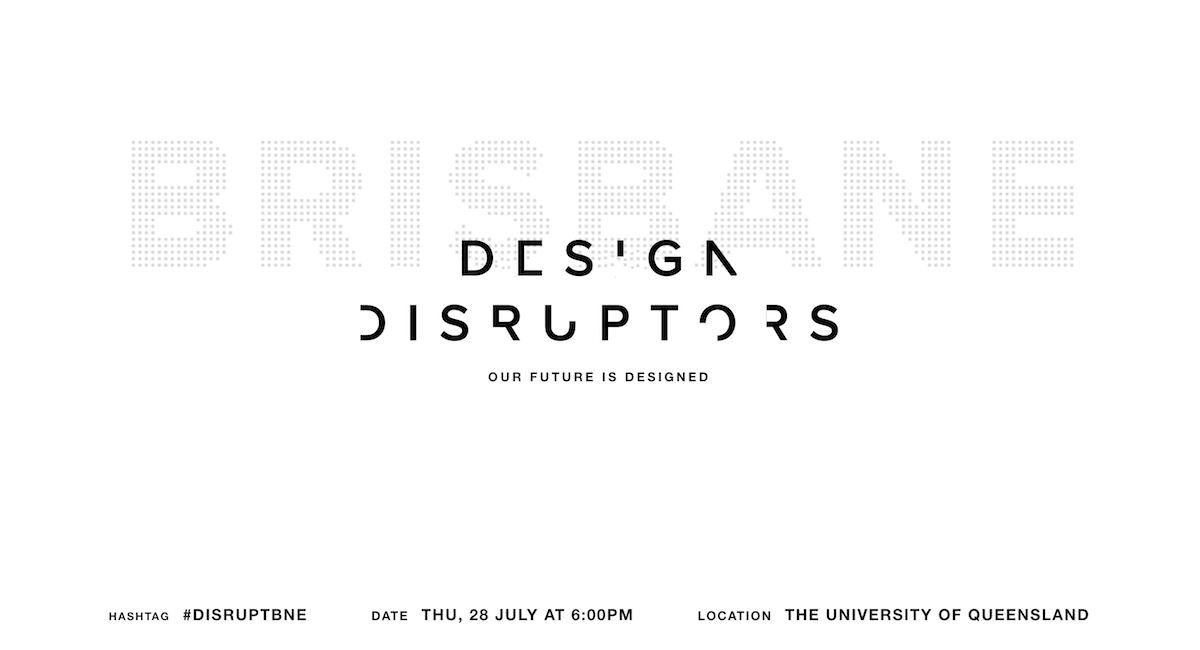 BRISBANE
DESIGN
DISRUPTORS
OUR FUTURE IS DESIGNED
HASHTAG #DISRUPTBNE DATE THU, 28 JULY AT 6:00PM LOCATION THE UNIVERSITY OF QUEENSLAND